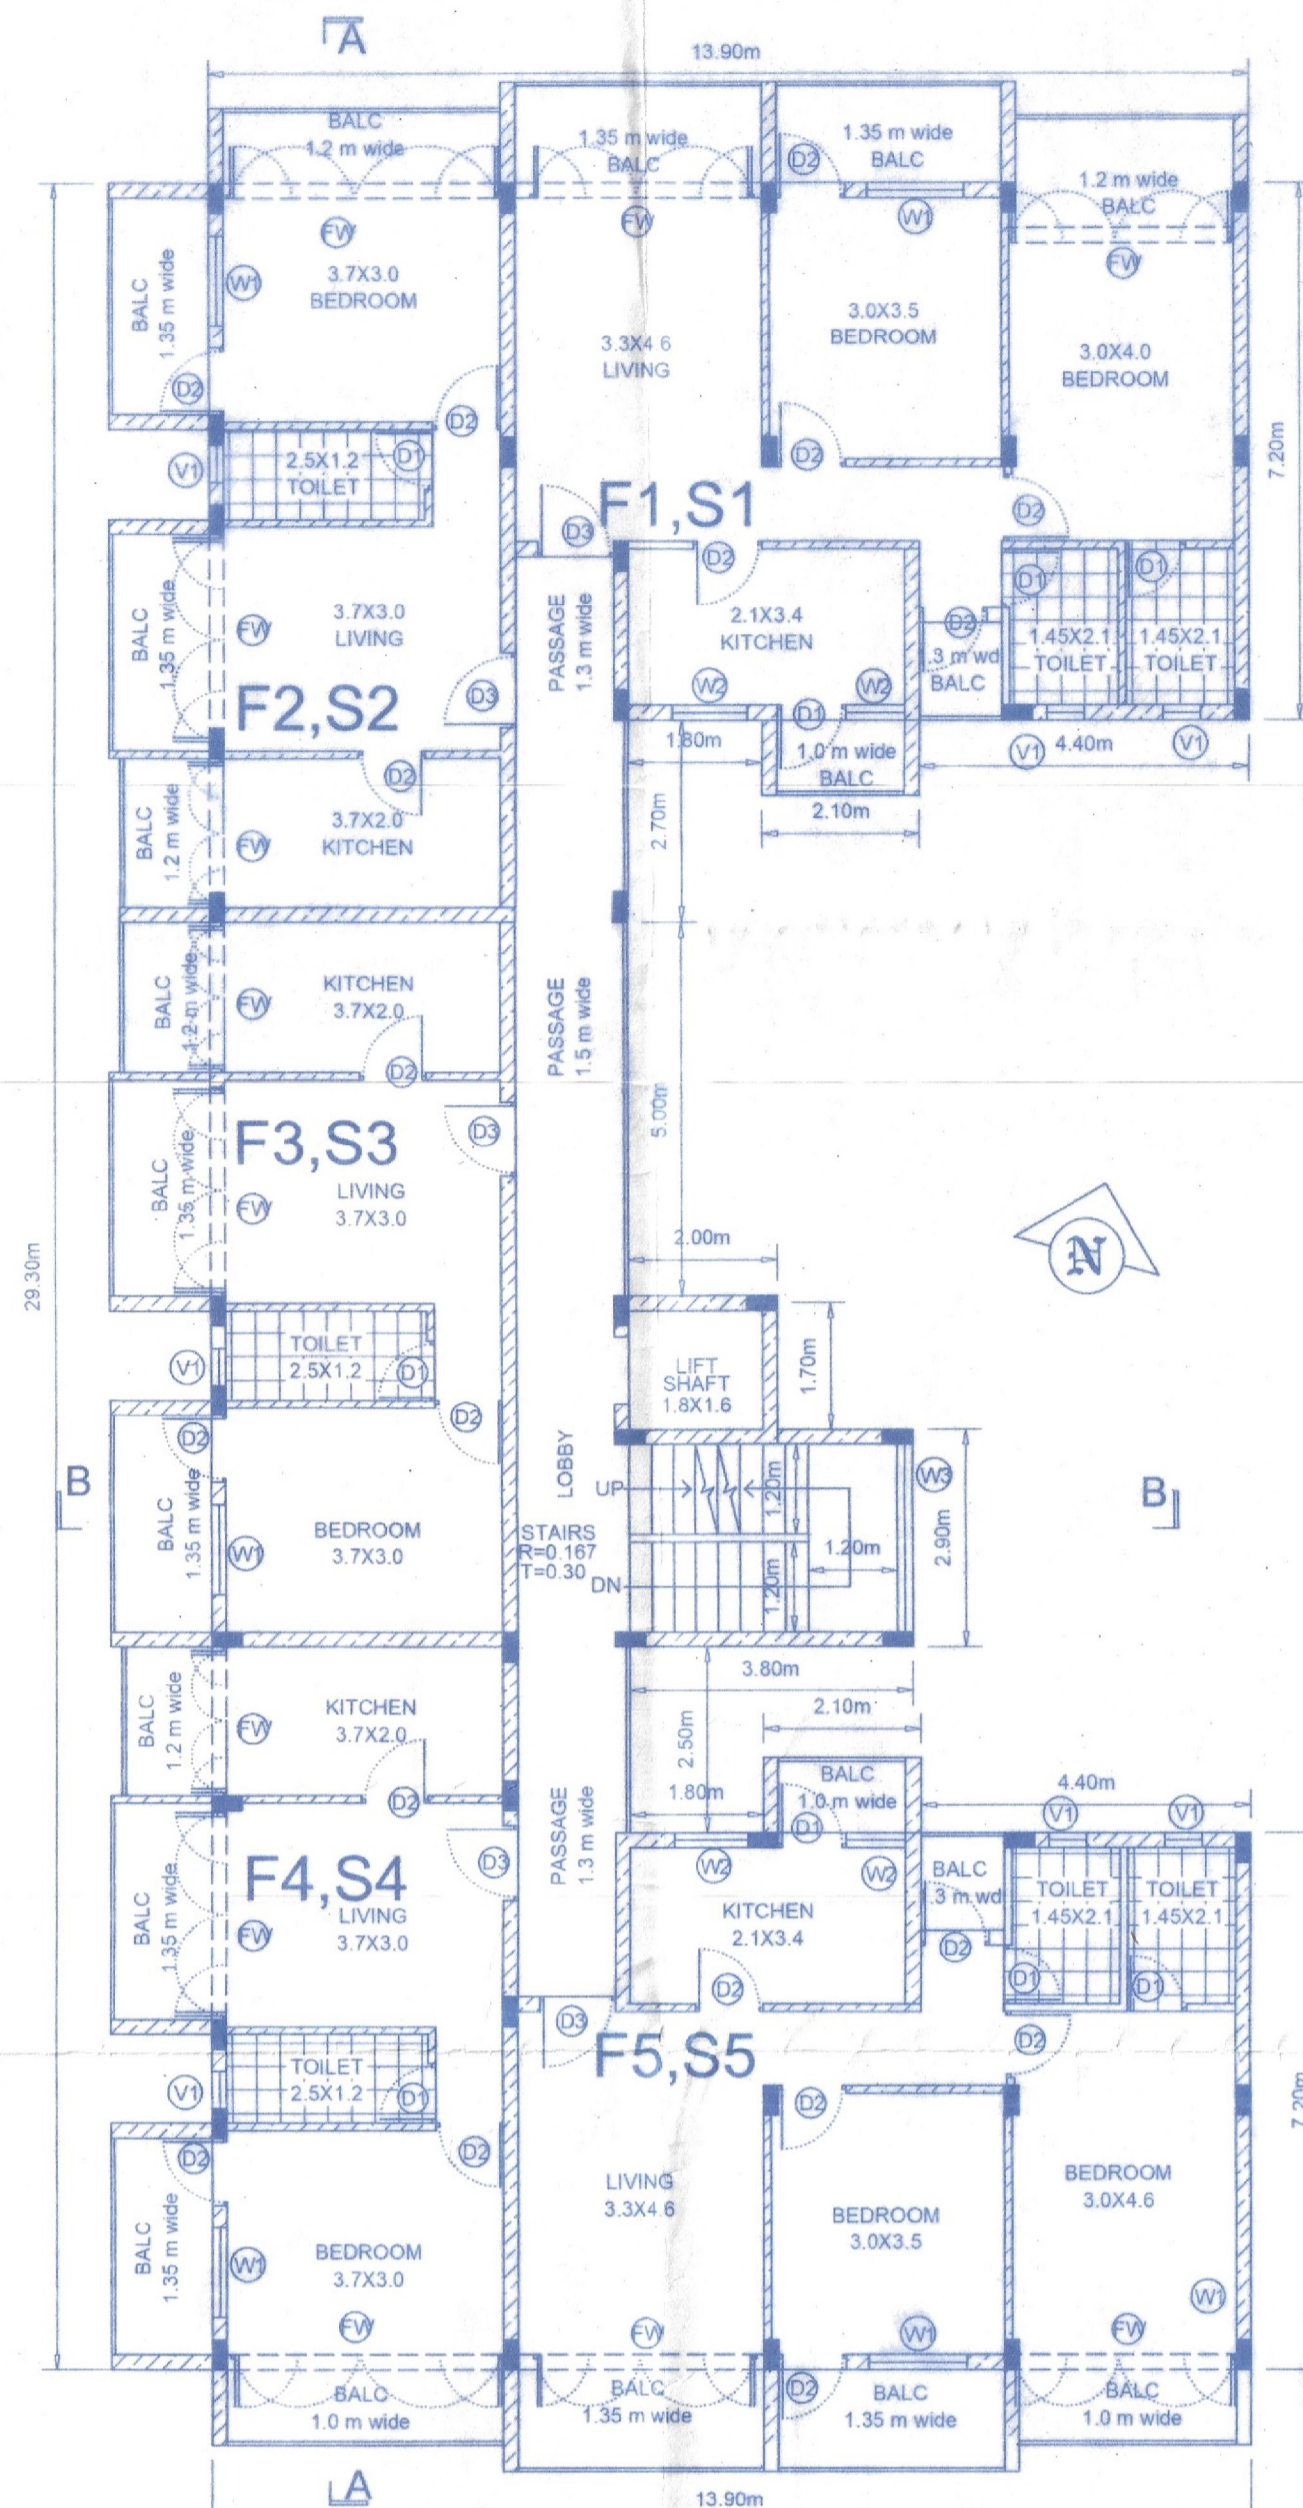 A
13.90m
BALC
1.2 m wide
1.35 m wide
BALC
D2
1.35 m wide
BALC
1.2 m wide
BALC
FW
FW
W1
FW
BALC
1.35 m wide
W1
3.7X3.0
BEDROOM
3.3X4 6
LIVING
3.0X3.5
BEDROOM
3.0X4.0
BEDROOM
7.20m
D2
D2
D2
V1
2.5X1.2
TOILET
D1
F1,S1
D3
D2
D2
D1
D1
BALC
1.35 m wide
FW
3.7X3.0
LIVING
PASSAGE
1.3 m wide
2.1X3.4
KITCHEN
D2
.3 m wd
BALC
1.45X2.1
TOILET
1.45X2.1
TOILET
F2,S2
D3
W2
D1
W2
1.80m
1.0 m wide
BALC
V1
4.40m
V1
2.10m
BALC
1.2 m wide
FW
D2
3.7X2.0
KITCHEN
2.70m
BALC
1.2 m wide
FW
KITCHEN
3.7X2.0
D2
PASSAGE
1.5 m wide
5.00m
F3,S3
D3
BALC
1.35 m wide
FW
LIVING
3.7X3.0
2.00m
N
29.30m
V1
TOILET
2.5X1.2
D1
LIFT
SHAFT
1.8X1.6
1.70m
D2
D2
B
BALC
1.35 m wide
W1
BEDROOM
3.7X3.0
LOBBY
UP
STAIRS
R=0.167
T=0.30
DN
1.20m
1.20m
1.20m
W3
2.90m
B
3.80m
2.10m
BALC
1.2 m wide
FW
KITCHEN
3.7X2.0
D2
2.50m
1.80m
BALC
1.0 m wide
D1
4.40m
V1
V1
PASSAGE
1.3 m wide
F4,S4
D3
BALC
1.35 m wide
FW
LIVING
3.7X3.0
W2
W2
KITCHEN
2.1X3.4
D2
BALC
.3 m wd
D2
TOILET
1.45X2.1
TOILET
1.45X2.1
D1
D1
D3
F5,S5
D2
V1
TOILET
2.5X1.2
D1
D2
7.20m
D2
D2
BALC
1.35 m wide
W1
BEDROOM
3.7X3.0
LIVING
3.3X4.6
BEDROOM
3.0X3.5
BEDROOM
3.0X4.6
W1
FW
FW
W1
FW
BALC
1.0 m wide
BALC
1.35 m wide
D2
BALC
1.35 m wide
BALC
1.0 m wide
A
13.90m